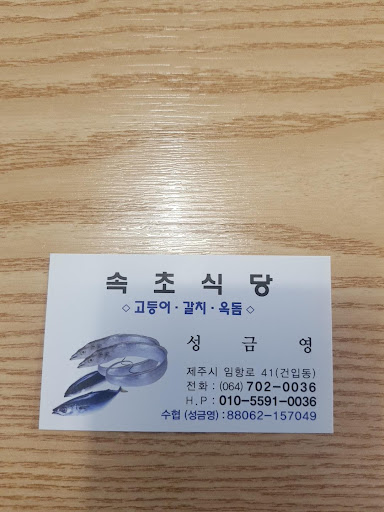 속초식당
◇ 고등어 · 갈치 · 옥돔 ◇
성 금 영
제주시 임항로 41(건입동)
전화 : (064) 702-0036
H.P : 010-5591-0036
수협 (성금영) : 88062-157049